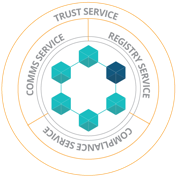 TRUST SERVICE
REGISTRY SERVICE
COMPLIANCE SERVICE
COMMS SERVICE